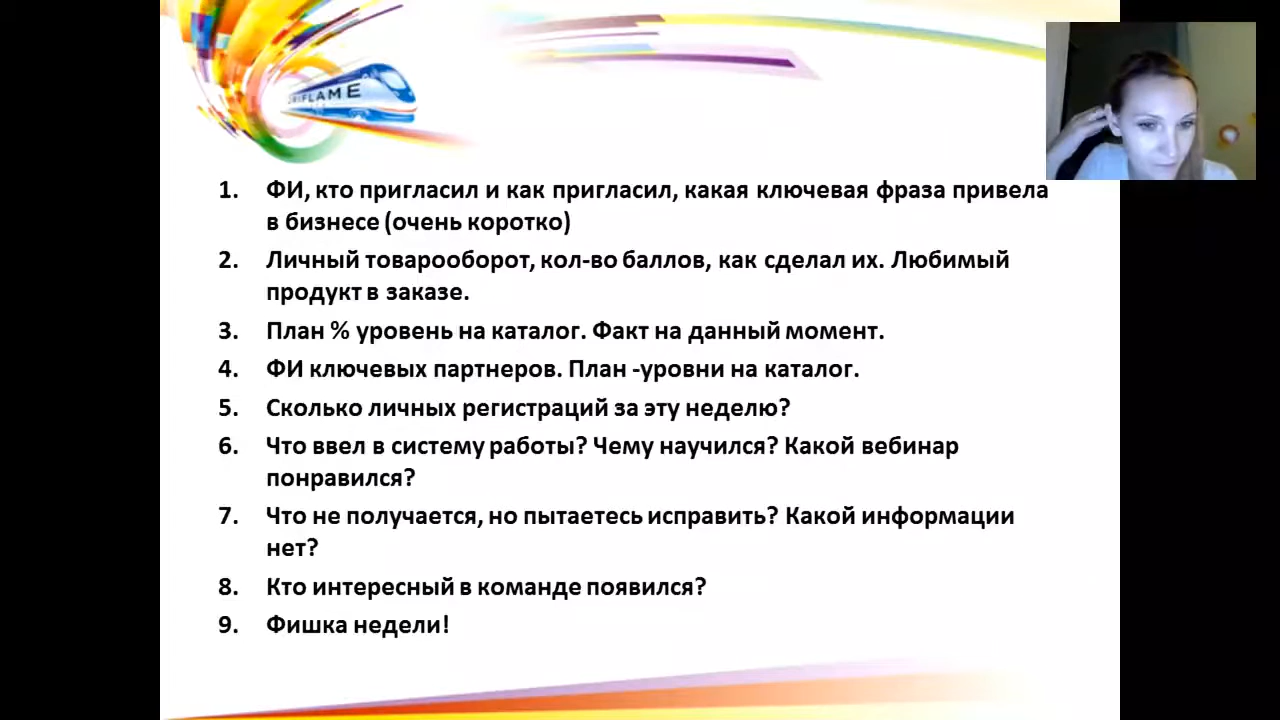 ORIFLAME
1. ФИ, кто пригласил и как пригласил, какая ключевая фраза привела
в бизнесе (очень коротко)
2. Личный товарооборот, кол-во баллов, как сделал их. Любимый
продукт в заказе.
3. План % уровень на каталог. Факт на данный момент.
4. ФИ ключевых партнеров. План -уровни на каталог.
5. Сколько личных регистраций за эту неделю?
6. Что ввел в систему работы? Чему научился? Какой вебинар
понравился?
7. Что не получается, но пытаетесь исправить? Какой информации
нет?
8. Кто интересный в команде появился?
9. Фишка недели!